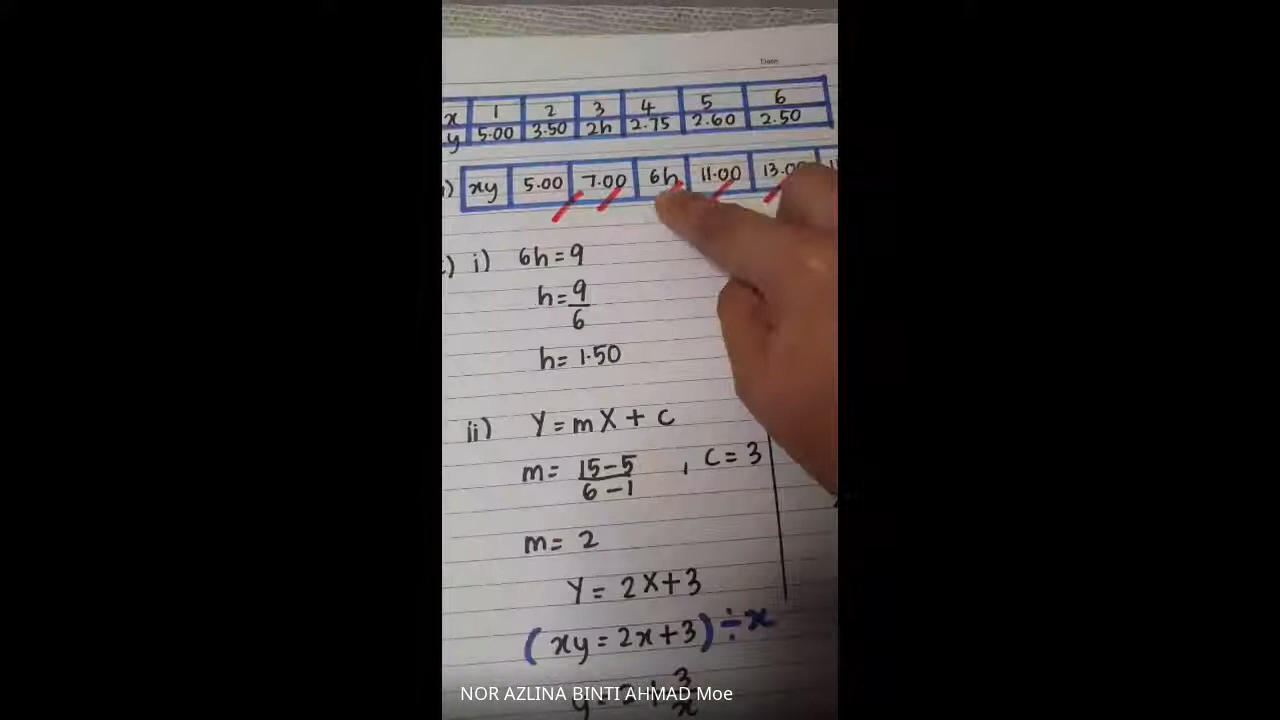 Date
x 1 2 3 4 5 6
y 5.00 3.50 2h 2.75 2.60 2.50
) xy 5.00 7.00 6h 11.00 13.00
) i) 6h = 9
h = 9/6
h = 1.50
ii) Y = mX + c
m = 15-5/6-1 , c = 3
m = 2
Y = 2X + 3
( xy = 2x + 3 ) ÷ x
y = 2 + 3/x
NOR AZLINA BINTI AHMAD Moe